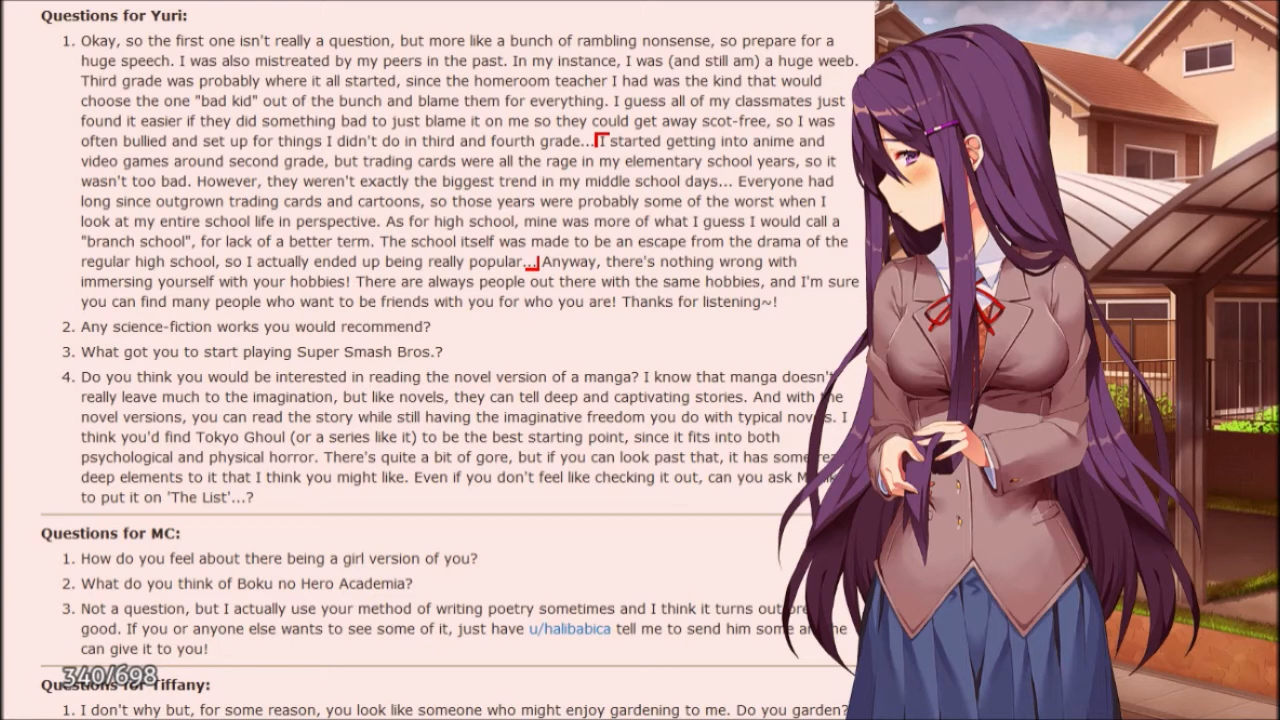 Questions for Yuri:
1. Okay, so the first one isn't really a question, but more like a bunch of rambling nonsense, so prepare for a
huge speech. I was also mistreated by my peers in the past. In my instance, I was (and still am) a huge weeb.
Third grade was probably where it all started, since the homeroom teacher I had was the kind that would
choose the one "bad kid" out of the bunch and blame them for everything. I guess all of my classmates just
found it easier if they did something bad to just blame it on me so they could get away scot-free, so I was
often bullied and set up for things I didn't do in third and fourth grade... I started getting into anime and
video games around second grade, but trading cards were all the rage in my elementary school years, so it
wasn't too bad. However, they weren't exactly the biggest trend in my middle school days... Everyone had
long since outgrown trading cards and cartoons, so those years were probably some of the worst when I
look at my entire school life in perspective. As for high school, mine was more of what I guess I would call a
"branch school", for lack of a better term. The school itself was made to be an escape from the drama of the
regular high school, so I actually ended up being really popular... Anyway, there's nothing wrong with
immersing yourself with your hobbies! There are always people out there with the same hobbies, and I'm sure
you can find many people who want to be friends with you for who you are! Thanks for listening~!
2. Any science-fiction works you would recommend?
3. What got you to start playing Super Smash Bros.?
4. Do you think you would be interested in reading the novel version of a manga? I know that manga doesn't
really leave much to the imagination, but like novels, they can tell deep and captivating stories. And with the
novel versions, you can read the story while still having the imaginative freedom you do with typical novels. I
think you'd find Tokyo Ghoul (or a series like it) to be the best starting point, since it fits into both
psychological and physical horror. There's quite a bit of gore, but if you can look past that, it has some
deep elements to it that I think you might like. Even if you don't feel like checking it out, can you ask
to put it on 'The List'...?
Questions for MC:
1. How do you feel about there being a girl version of you?
2. What do you think of Boku no Hero Academia?
3. Not a question, but I actually use your method of writing poetry sometimes and I think it turns out
good. If you or anyone else wants to see some of it, just have u/halibabica tell me to send him some
can give it to you!
340/698
Questions for Tiffany:
1. I don't why but, for some reason, you look like someone who might enjoy gardening to me. Do you garden?